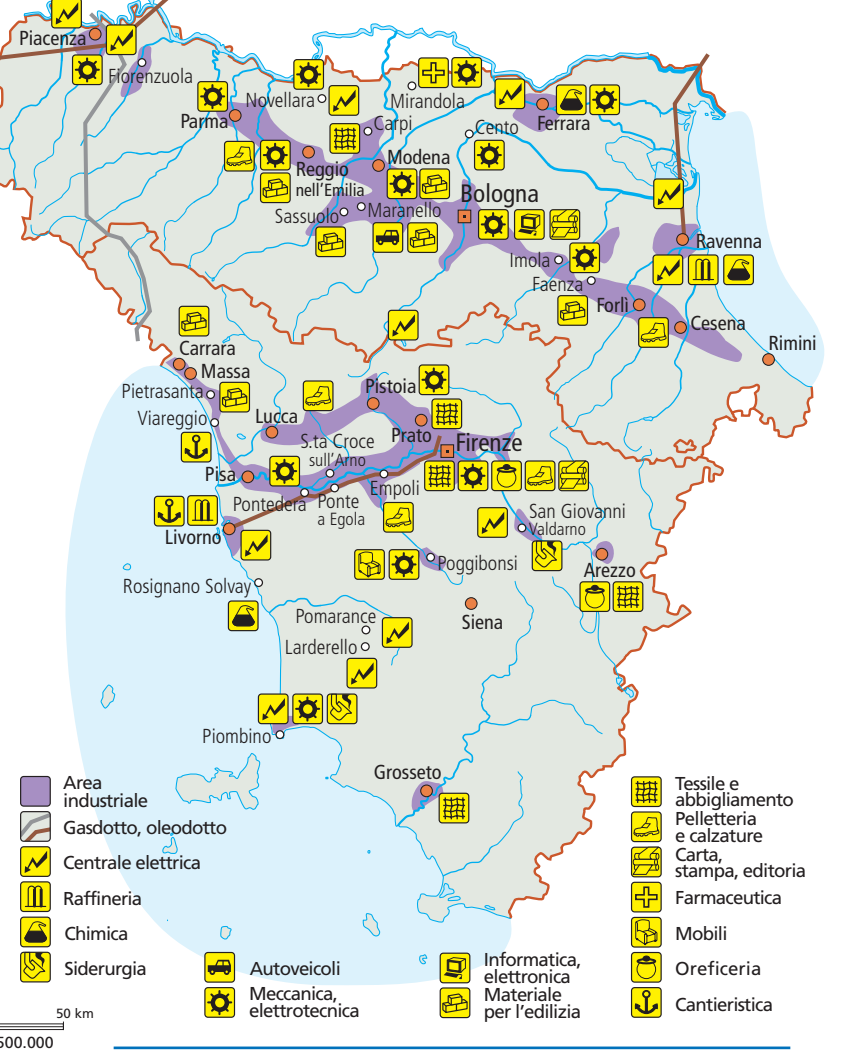 Piacenza
Fiorenzuola
Novellara
Mirandola
Parma
Carpi
Cento
Ferrara
Reggio
nell'Emilia
Modena
Bologna
Sassuolo
Maranello
Ravenna
Imola
Faenza
Forlì
Cesena
Rimini
Carrara
Massa
Pietrasanta
Viareggio
Pistoia
Lucca
Prato
Firenze
S.ta Croce
sull'Arno
Pisa
Pontedera
Ponte
a Egola
Empoli
Livorno
San Giovanni
Valdarno
Poggibonsi
Arezzo
Rosignano Solvay
Siena
Pomarance
Larderello
Piombino
Grosseto
Area
industriale
Gasdotto, oleodotto
Centrale elettrica
Raffineria
Chimica
Siderurgia
Autoveicoli
Meccanica,
elettrotecnica
Informatica,
elettronica
Materiale
per l'edilizia
Tessile e
abbigliamento
Pelletteria
e calzature
Carta,
stampa, editoria
Farmaceutica
Mobili
Oreficeria
Cantieristica
50 km
500.000